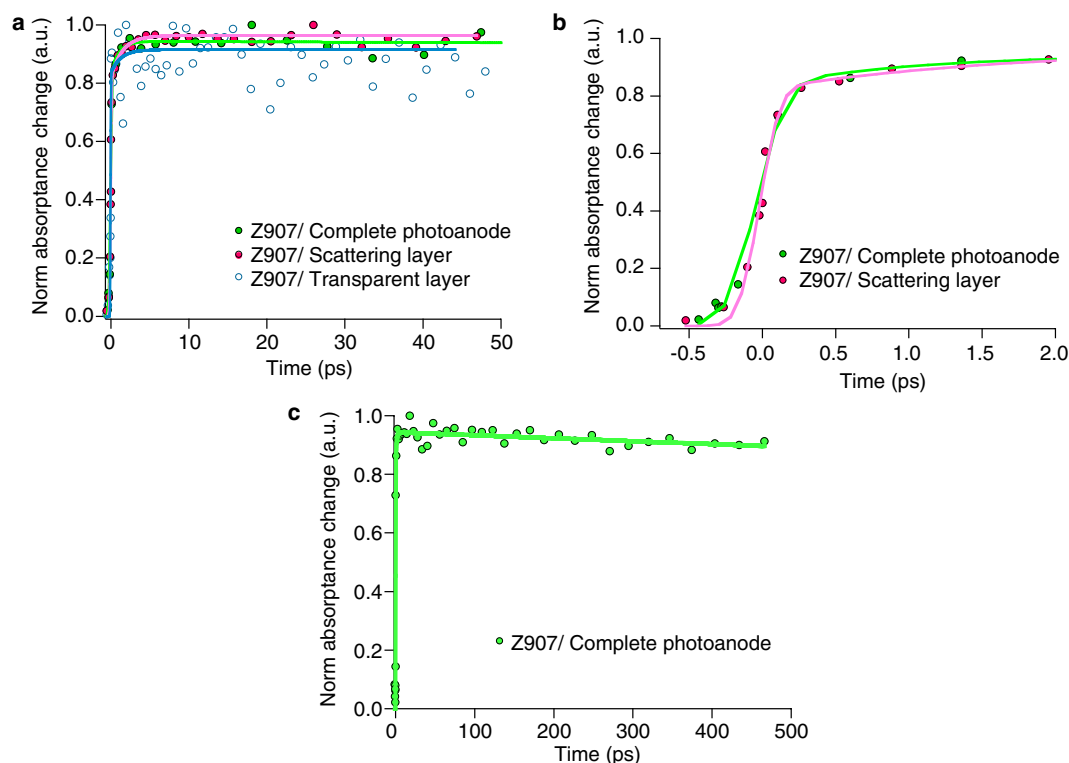 a
Norm absorptance change (a.u.)
1.0
0.8
0.6
0.4
0.2
0.0
Z907/ Complete photoanode
Z907/ Scattering layer
Z907/ Transparent layer
0 10 20 30 40 50
Time (ps)
b
Norm absorptance change (a.u.)
1.0
0.8
0.6
0.4
0.2
0.0
Z907/ Complete photoanode
Z907/ Scattering layer
-0.5 0.0 0.5 1.0 1.5 2.0
Time (ps)
c
Norm absorptance change (a.u.)
1.0
0.8
0.6
0.4
0.2
0.0
Z907/ Complete photoanode
0 100 200 300 400 500
Time (ps)